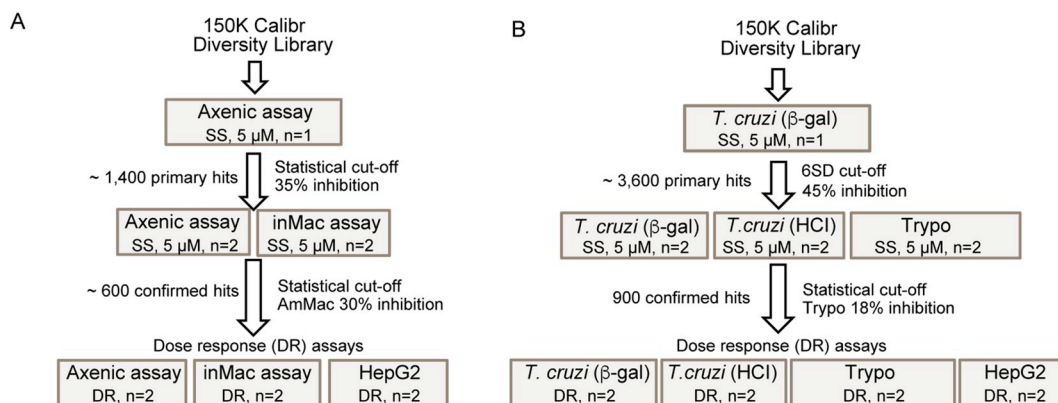 A
150K Calibr
Diversity Library
Axenic assay
SS, 5 µM, n=1
~ 1,400 primary hits
Statistical cut-off
35% inhibition
Axenic assay
SS, 5 µM, n=2
inMac assay
SS, 5 µM, n=2
~ 600 confirmed hits
Statistical cut-off
AmMac 30% inhibition
Dose response (DR) assays
Axenic assay
DR, n=2
inMac assay
DR, n=2
HepG2
DR, n=2
B
150K Calibr
Diversity Library
T. cruzi (β-gal)
SS, 5 µM, n=1
~ 3,600 primary hits
6SD cut-off
45% inhibition
T. cruzi (β-gal)
SS, 5 µM, n=2
T.cruzi (HCI)
SS, 5 µM, n=2
Trypo
SS, 5 µM, n=2
900 confirmed hits
Statistical cut-off
Trypo 18% inhibition
Dose response (DR) assays
T. cruzi (β-gal)
DR, n=2
T.cruzi (HCI)
DR, n=2
Trypo
DR, n=2
HepG2
DR, n=2